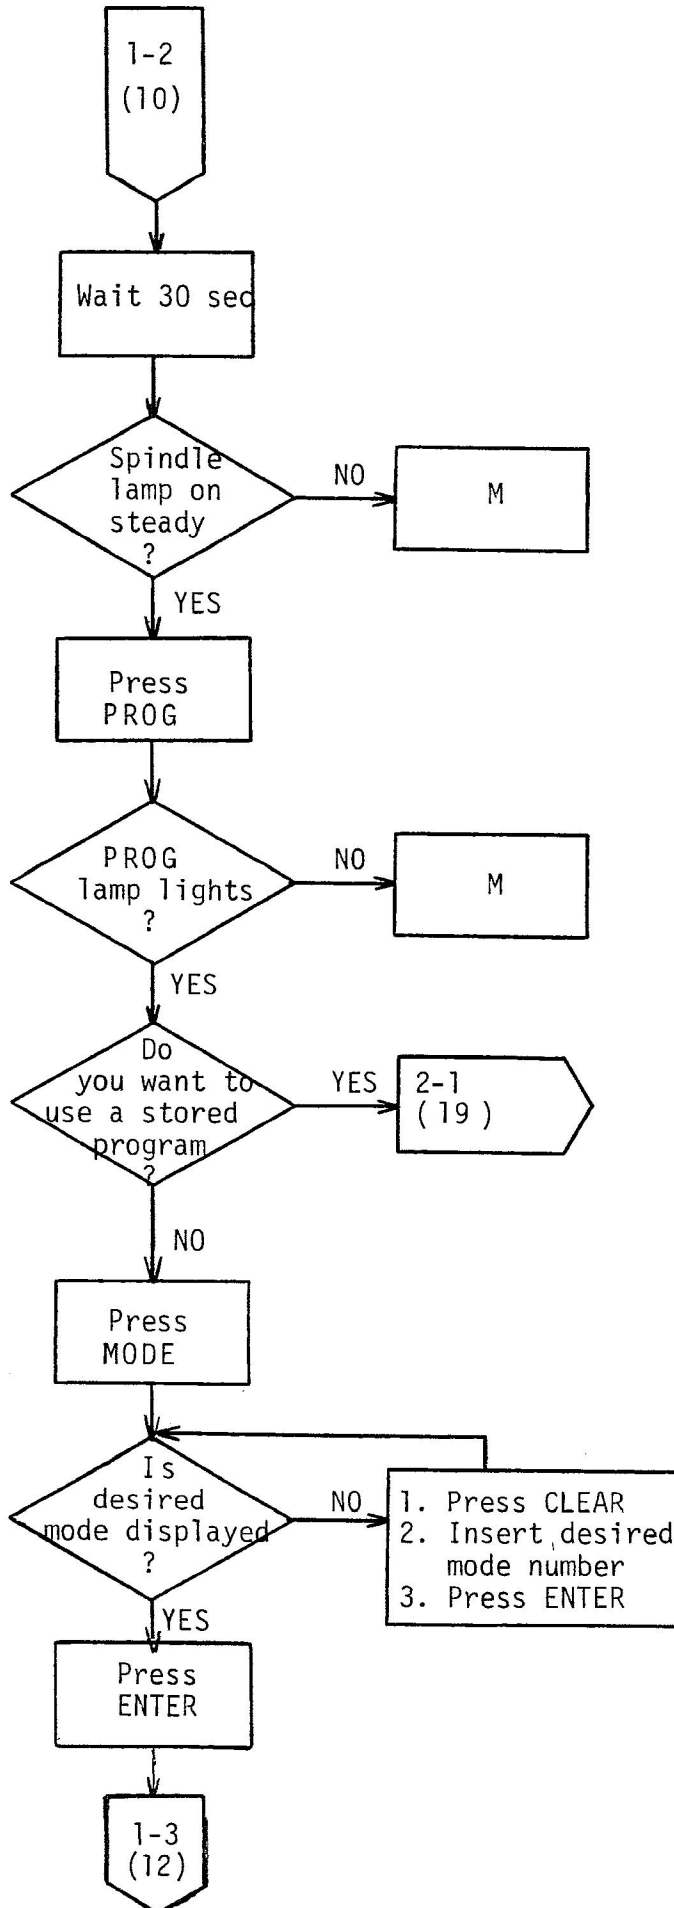 1-2
(10)
Wait 30 sec
Spindle
lamp on
steady
?
NO
M
YES
Press
PROG
PROG
lamp lights
?
NO
M
YES
Do
you want to
use a stored
program
?
YES
2-1
(19)
NO
Press
MODE
Is
desired
mode displayed
?
NO
1. Press CLEAR
2. Insert desired
mode number
3. Press ENTER
YES
Press
ENTER
1-3
(12)